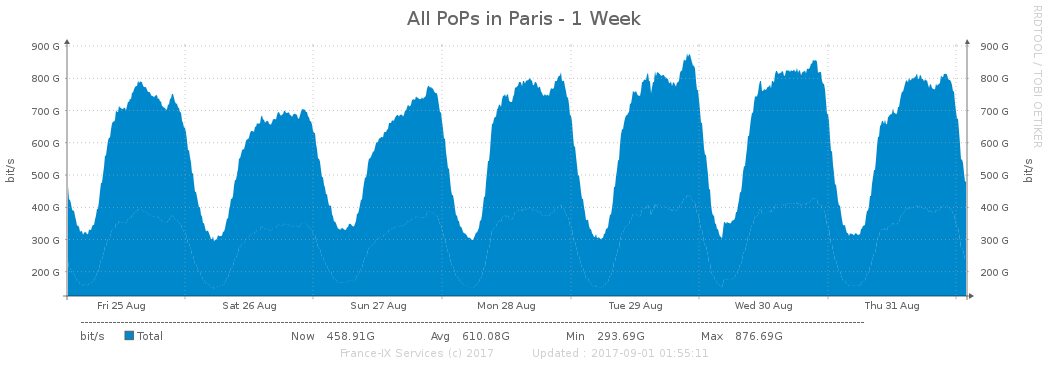 All PoPs in Paris - 1 Week
RRDTOOL / TOBI OETIKER
900 G 900 G
800 G 800 G
700 G 700 G
600 G 600 G
500 G 500 G
400 G 400 G
300 G 300 G
200 G 200 G
bit/s bit/s
Fri 25 Aug Sat 26 Aug Sun 27 Aug Mon 28 Aug Tue 29 Aug Wed 30 Aug Thu 31 Aug
bit/s Total Now 458.91G Avg 610.08G Min 293.69G Max 876.69G
France-IX Services (c) 2017 Updated : 2017-09-01 01:55:11